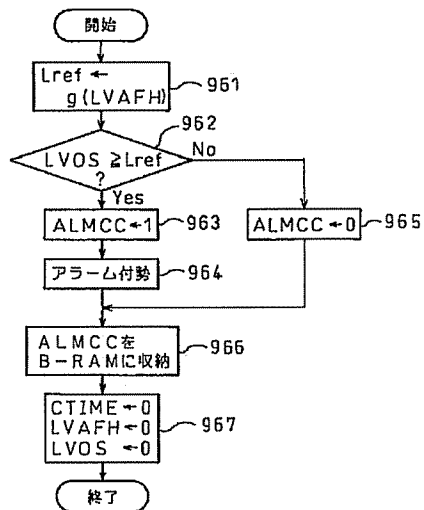 開始
Lref ←
g(LVAFH)
961
962
LVOS ≧Lref
?
No
Yes
ALMCC←1
963
ALMCC←0
965
アラーム付勢
964
ALMCCを
B-RAMに収納
966
CTIME←0
LVAFH←0
LVOS ←0
967
終了